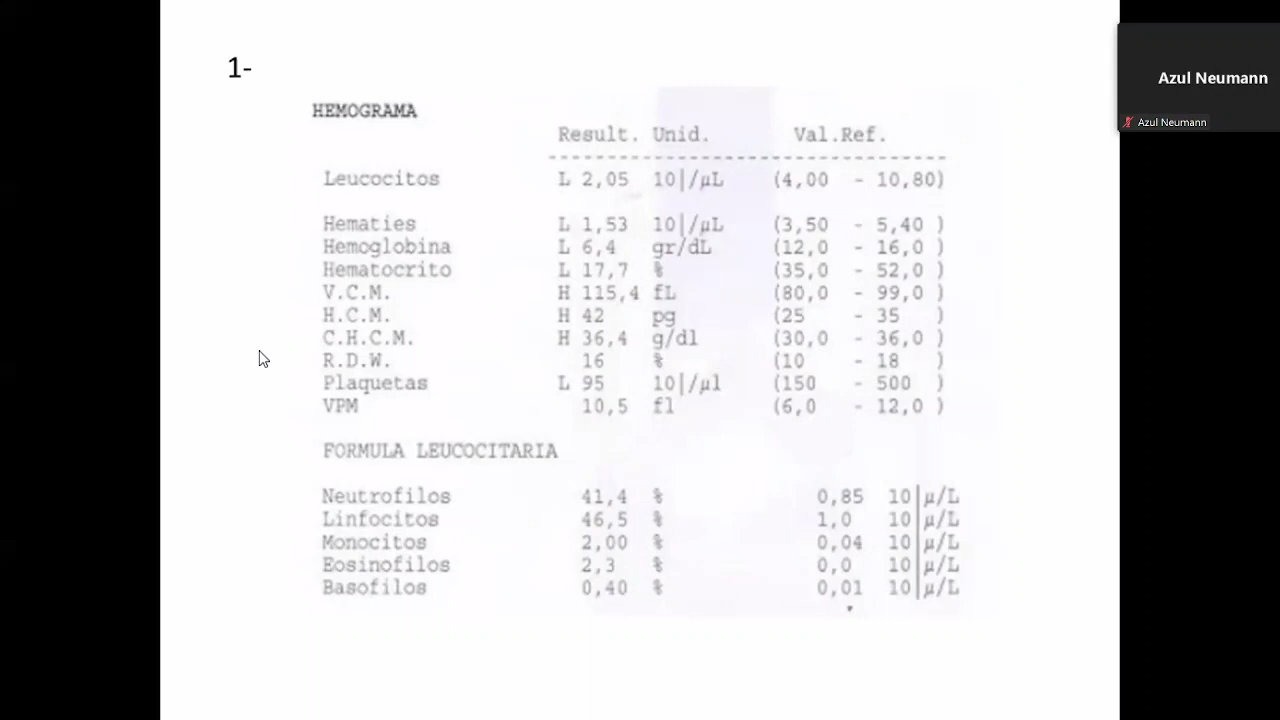 1-
HEMOGRAMA
Result. Unid. Val.Ref.
Leucocitos L 2,05 10|/µL (4,00 - 10,80)
Hematies L 1,53 10|/µL (3,50 - 5,40 )
Hemoglobina L 6,4 gr/dL (12,0 - 16,0 )
Hematocrito L 17,7 % (35,0 - 52,0 )
V.C.M. H 115,4 fL (80,0 - 99,0 )
H.C.M. H 42 pg (25 - 35 )
C.H.C.M. H 36,4 g/dl (30,0 - 36,0 )
R.D.W. 16 % (10 - 18 )
Plaquetas L 95 10|/µl (150 - 500 )
VPM 10,5 fl (6,0 - 12,0 )
FORMULA LEUCOCITARIA
Neutrofilos 41,4 % 0,85 10|µ/L
Linfocitos 46,5 % 1,0 10|µ/L
Monocitos 2,00 % 0,04 10|µ/L
Eosinofilos 2,3 % 0,0 10|µ/L
Basofilos 0,40 % 0,01 10|µ/L
Azul Neumann
Azul Neumann